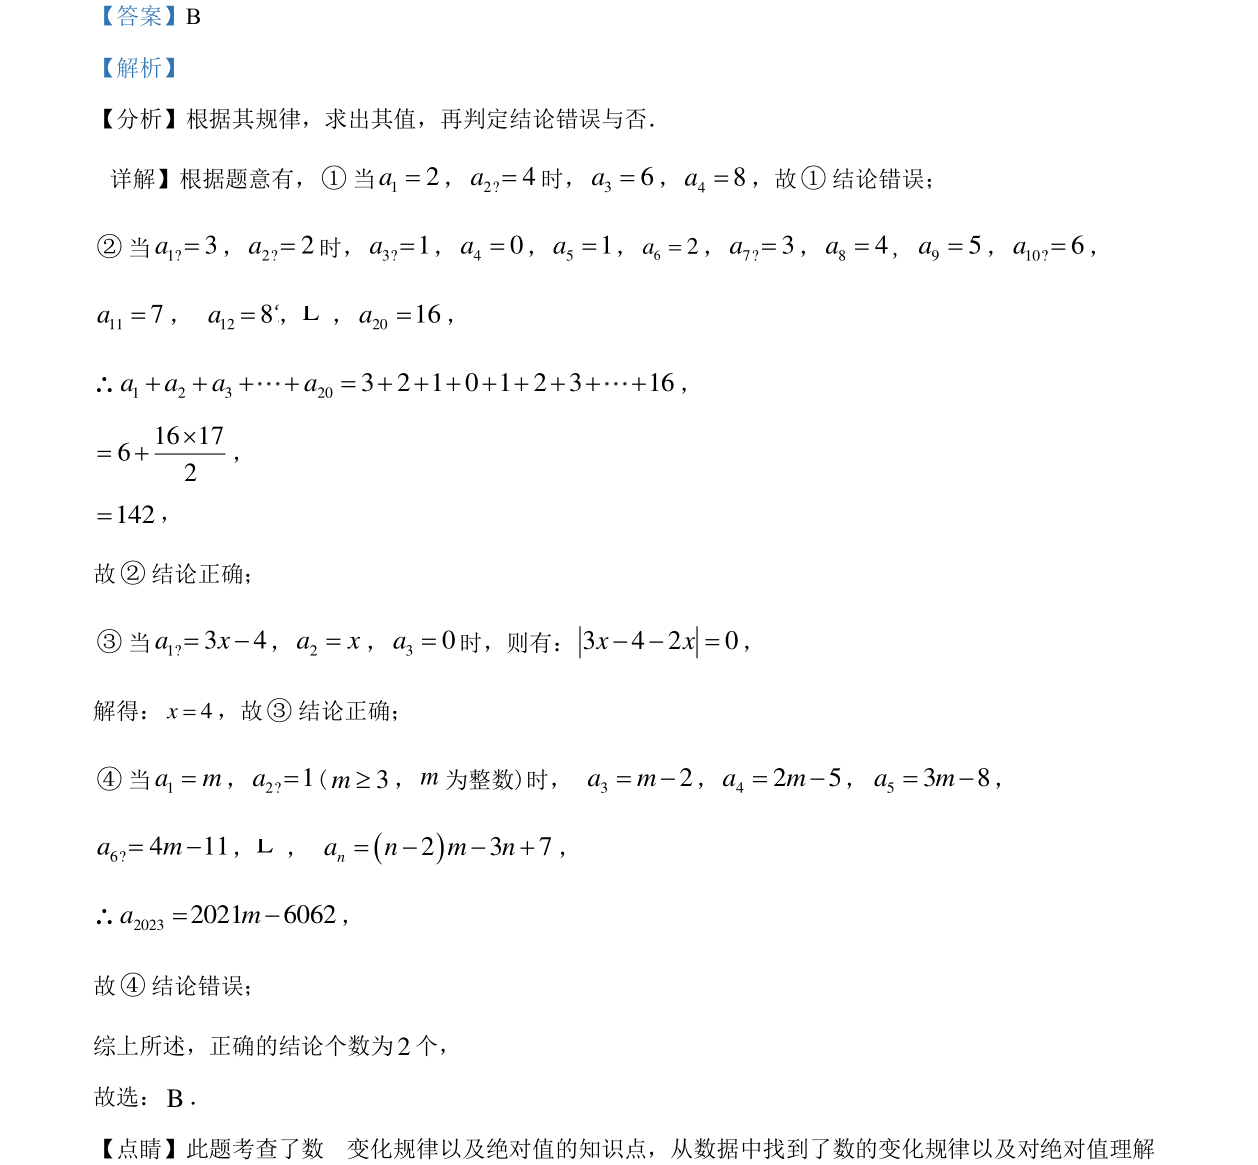 【答案】B
【解析】
【分析】根据其规律，求出其值，再判定结论错误与否．
详解】根据题意有，①当a₁=2，a₂?=4时，a₃=6，a₄=8，故①结论错误；
②当a₁?=3，a₂?=2时，a₃?=1，a₄=0，a₅=1，a₆=2，a₇?=3，a₈=4，a₉=5，a₁₀?=6，
a₁₁=7， a₁₂=8‘，L ，a₂₀=16，
∴a₁+a₂+a₃+⋯+a₂₀=3+2+1+0+1+2+3+⋯+16，
=6+\frac{16×17}{2}，
=142，
故②结论正确；
③当a₁?=3x−4，a₂=x，a₃=0时，则有：|3x−4−2x|=0，
解得：x=4，故③结论正确；
④当a₁=m，a₂?=1(m≥3，m为整数)时， a₃=m−2，a₄=2m−5，a₅=3m−8，
a₆?=4m−11，L ， aₙ=(n−2)m−3n+7，
∴a₂₀₂₃=2021m−6062，
故④结论错误；
综上所述，正确的结论个数为2个，
故选：B．
【点睛】此题考查了数 变化规律以及绝对值的知识点，从数据中找到了数的变化规律以及对绝对值理解